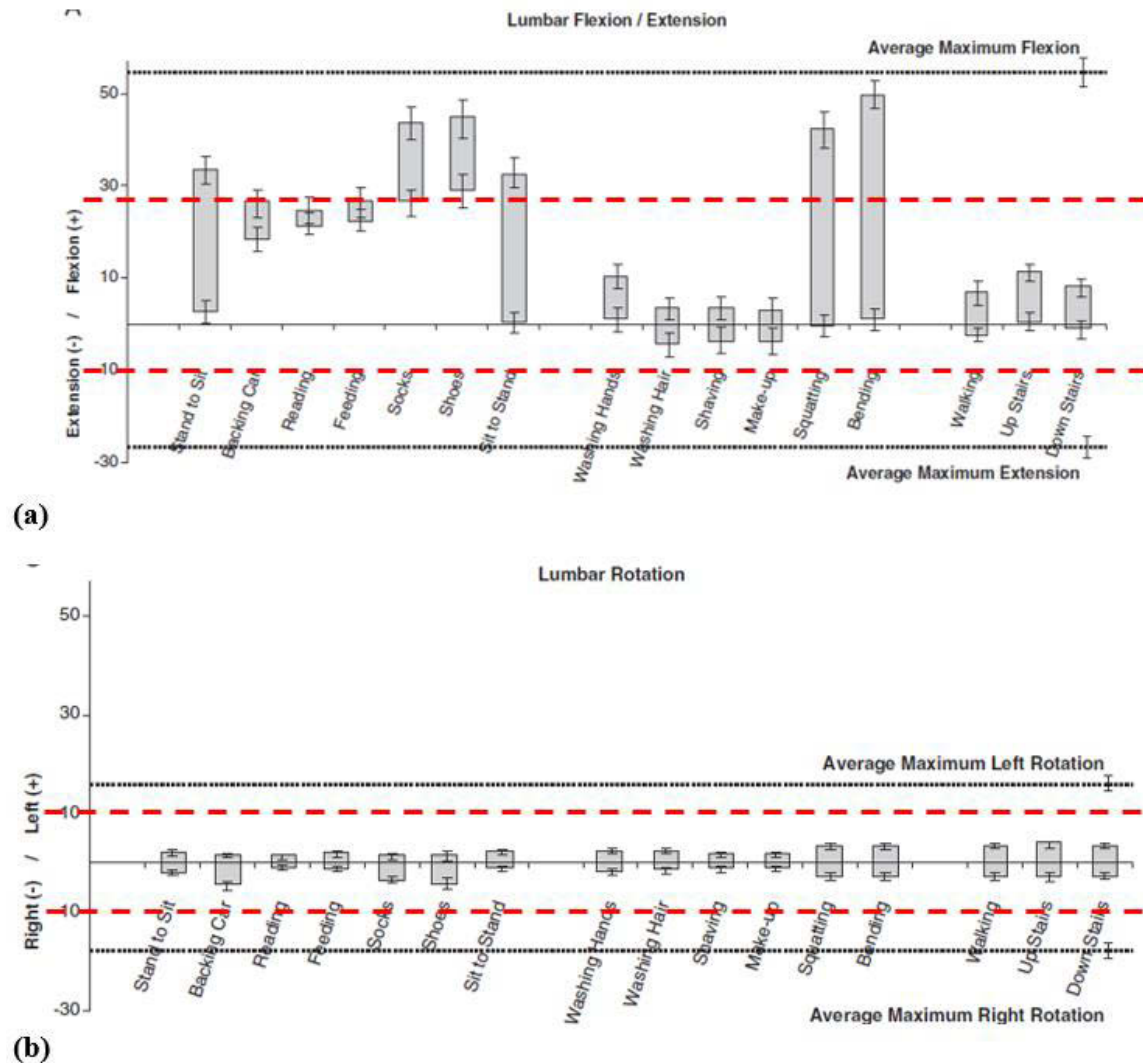 Lumbar Flexion / Extension
Average Maximum Flexion
50
30
10
-10
-30
Extension (-) / Flexion (+)
Stand to Sit
Backing Car
Reading
Feeding
Socks
Shoes
Sit to Stand
Washing Hands
Washing Hair
Shaving
Make-up
Squatting
Bending
Walking
Up Stairs
Down Stairs
Average Maximum Extension
(a)
Lumbar Rotation
50
30
Average Maximum Left Rotation
10
-10
-30
Right (-) / Left (+)
Stand to Sit
Backing Car
Reading
Feeding
Socks
Shoes
Sit to Stand
Washing Hands
Washing Hair
Shaving
Make-up
Squatting
Bending
Walking
Up Stairs
Down Stairs
Average Maximum Right Rotation
(b)